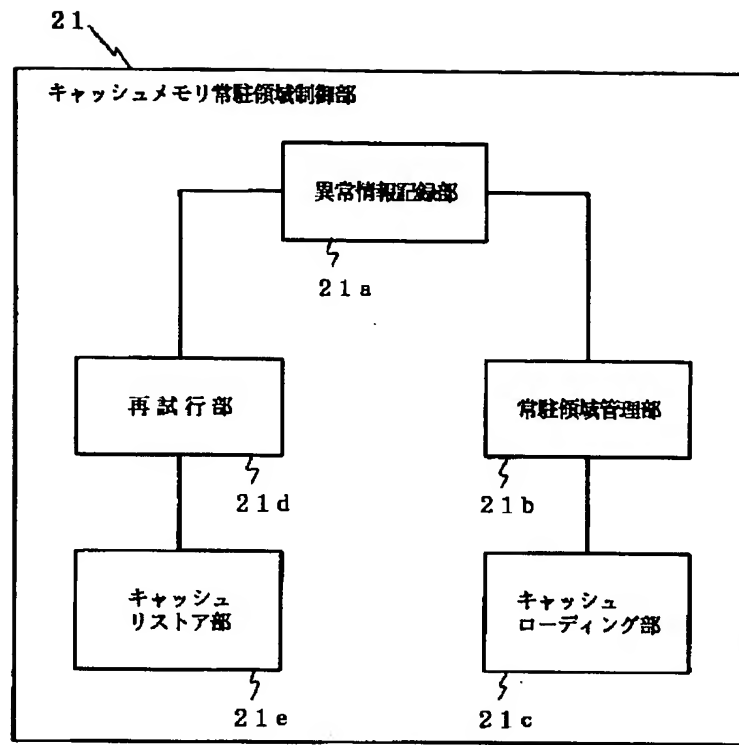 21
キャッシュメモリ常駐領域制御部
異常情報記録部
21a
再試行部
常駐領域管理部
21d
21b
キャッシュ
リストア部
キャッシュ
ローディング部
21e
21c